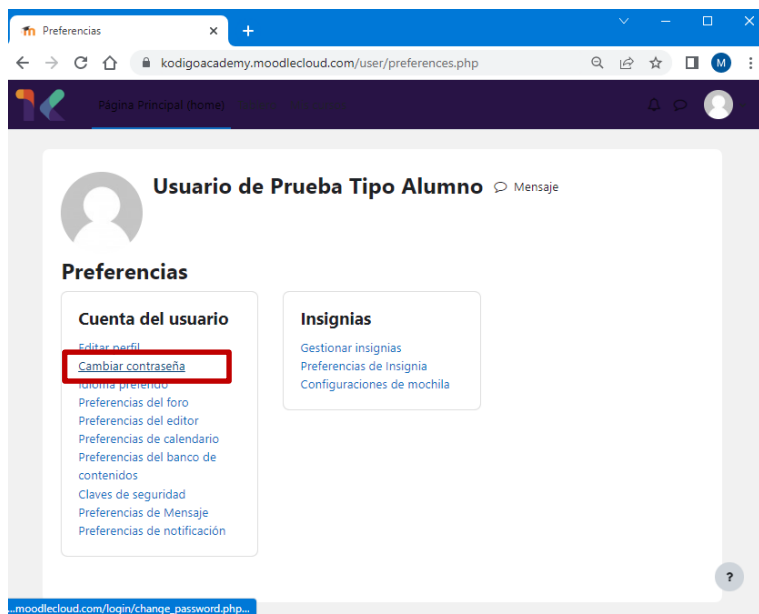 Preferencias
kodigoacademy.moodlecloud.com/user/preferences.php
M
Página Principal (home)
Usuario de Prueba Tipo Alumno
Mensaje
Preferencias
Cuenta del usuario
Editar perfil
Cambiar contraseña
Idioma preferido
Preferencias del foro
Preferencias del editor
Preferencias de calendario
Preferencias del banco de
contenidos
Claves de seguridad
Preferencias de Mensaje
Preferencias de notificación
Insignias
Gestionar insignias
Preferencias de Insignia
Configuraciones de mochila
?
...moodlecloud.com/login/change_password.php...